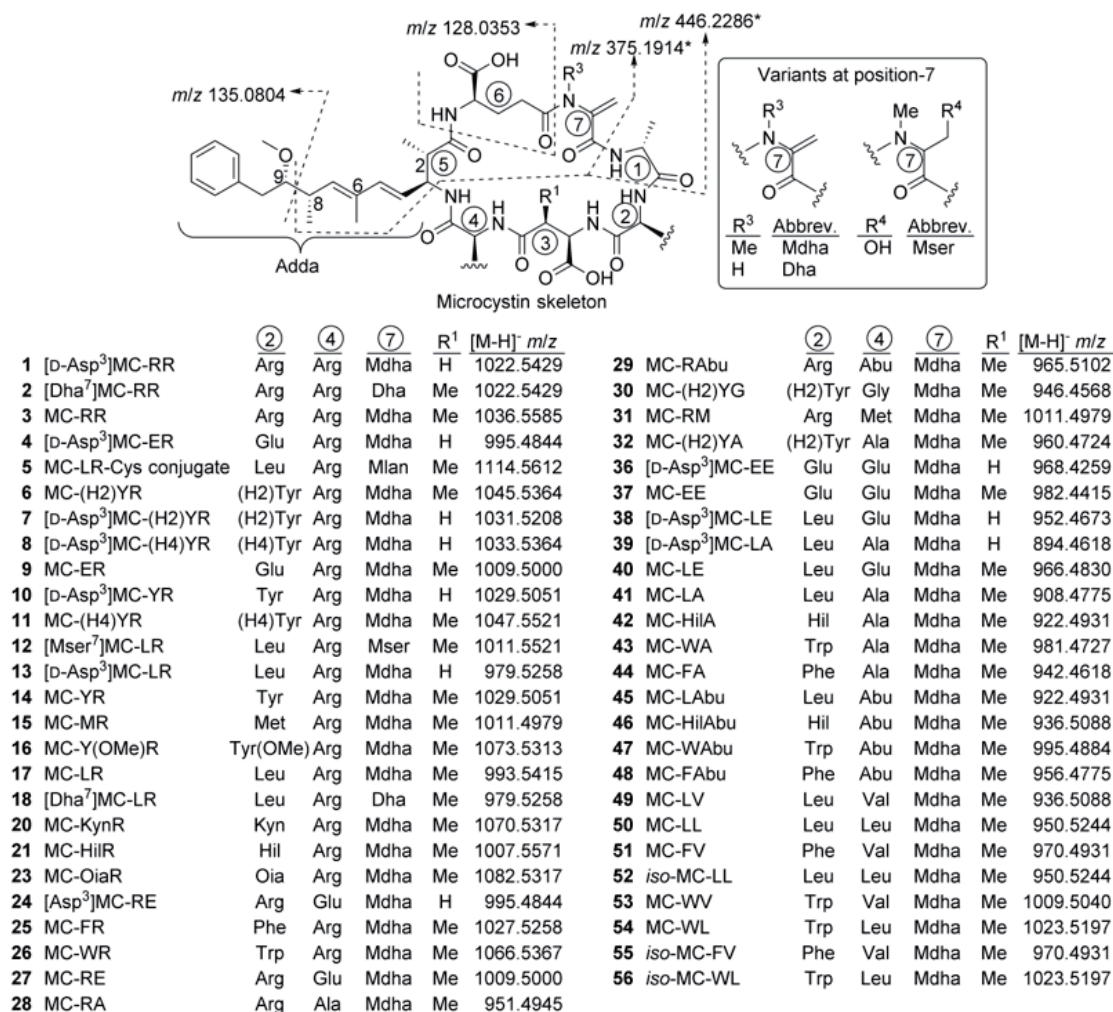 m/z 128.0353
m/z 446.2286*
m/z 375.1914*
m/z 135.0804
O OH
R³
HN 6 N 7
O O
O 9 2 5 O HN 1 O
8 6 NH R¹ H HN
O 4 N 3 N 2
H
O O OH O
Adda
Microcystin skeleton
Variants at position-7
R³ Me R⁴
N 7 N 7
O O
R³ Abbrev. R⁴ Abbrev.
Me Mdha OH Mser
H Dha
② ④ ⑦ R¹ [M-H]⁻ m/z
1 [D-Asp³]MC-RR Arg Arg Mdha H 1022.5429
2 [Dha⁷]MC-RR Arg Arg Dha Me 1022.5429
3 MC-RR Arg Arg Mdha Me 1036.5585
4 [D-Asp³]MC-ER Glu Arg Mdha H 995.4844
5 MC-LR-Cys conjugate Leu Arg Mlan Me 1114.5612
6 MC-(H2)YR (H2)Tyr Arg Mdha Me 1045.5364
7 [D-Asp³]MC-(H2)YR (H2)Tyr Arg Mdha H 1031.5208
8 [D-Asp³]MC-(H4)YR (H4)Tyr Arg Mdha H 1033.5364
9 MC-ER Glu Arg Mdha Me 1009.5000
10 [D-Asp³]MC-YR Tyr Arg Mdha H 1029.5051
11 MC-(H4)YR (H4)Tyr Arg Mdha Me 1047.5521
12 [Mser⁷]MC-LR Leu Arg Mser Me 1011.5521
13 [D-Asp³]MC-LR Leu Arg Mdha H 979.5258
14 MC-YR Tyr Arg Mdha Me 1029.5051
15 MC-MR Met Arg Mdha Me 1011.4979
16 MC-Y(OMe)R Tyr(OMe) Arg Mdha Me 1073.5313
17 MC-LR Leu Arg Mdha Me 993.5415
18 [Dha⁷]MC-LR Leu Arg Dha Me 979.5258
20 MC-KynR Kyn Arg Mdha Me 1070.5317
21 MC-HilR Hil Arg Mdha Me 1007.5571
23 MC-OiaR Oia Arg Mdha Me 1082.5317
24 [Asp³]MC-RE Arg Glu Mdha H 995.4844
25 MC-FR Phe Arg Mdha Me 1027.5258
26 MC-WR Trp Arg Mdha Me 1066.5367
27 MC-RE Arg Glu Mdha Me 1009.5000
28 MC-RA Arg Ala Mdha Me 951.4945
② ④ ⑦ R¹ [M-H]⁻ m/z
29 MC-RAbu Arg Abu Mdha Me 965.5102
30 MC-(H2)YG (H2)Tyr Gly Mdha Me 946.4568
31 MC-RM Arg Met Mdha Me 1011.4979
32 MC-(H2)YA (H2)Tyr Ala Mdha Me 960.4724
36 [D-Asp³]MC-EE Glu Glu Mdha H 968.4259
37 MC-EE Glu Glu Mdha Me 982.4415
38 [D-Asp³]MC-LE Leu Glu Mdha H 952.4673
39 [D-Asp³]MC-LA Leu Ala Mdha H 894.4618
40 MC-LE Leu Glu Mdha Me 966.4830
41 MC-LA Leu Ala Mdha Me 908.4775
42 MC-HilA Hil Ala Mdha Me 922.4931
43 MC-WA Trp Ala Mdha Me 981.4727
44 MC-FA Phe Ala Mdha Me 942.4618
45 MC-LAbu Leu Abu Mdha Me 922.4931
46 MC-HilAbu Hil Abu Mdha Me 936.5088
47 MC-WAbu Trp Abu Mdha Me 995.4884
48 MC-FAbu Phe Abu Mdha Me 956.4775
49 MC-LV Leu Val Mdha Me 936.5088
50 MC-LL Leu Leu Mdha Me 950.5244
51 MC-FV Phe Val Mdha Me 970.4931
52 iso-MC-LL Leu Leu Mdha Me 950.5244
53 MC-WV Trp Val Mdha Me 1009.5040
54 MC-WL Trp Leu Mdha Me 1023.5197
55 iso-MC-FV Phe Val Mdha Me 970.4931
56 iso-MC-WL Trp Leu Mdha Me 1023.5197